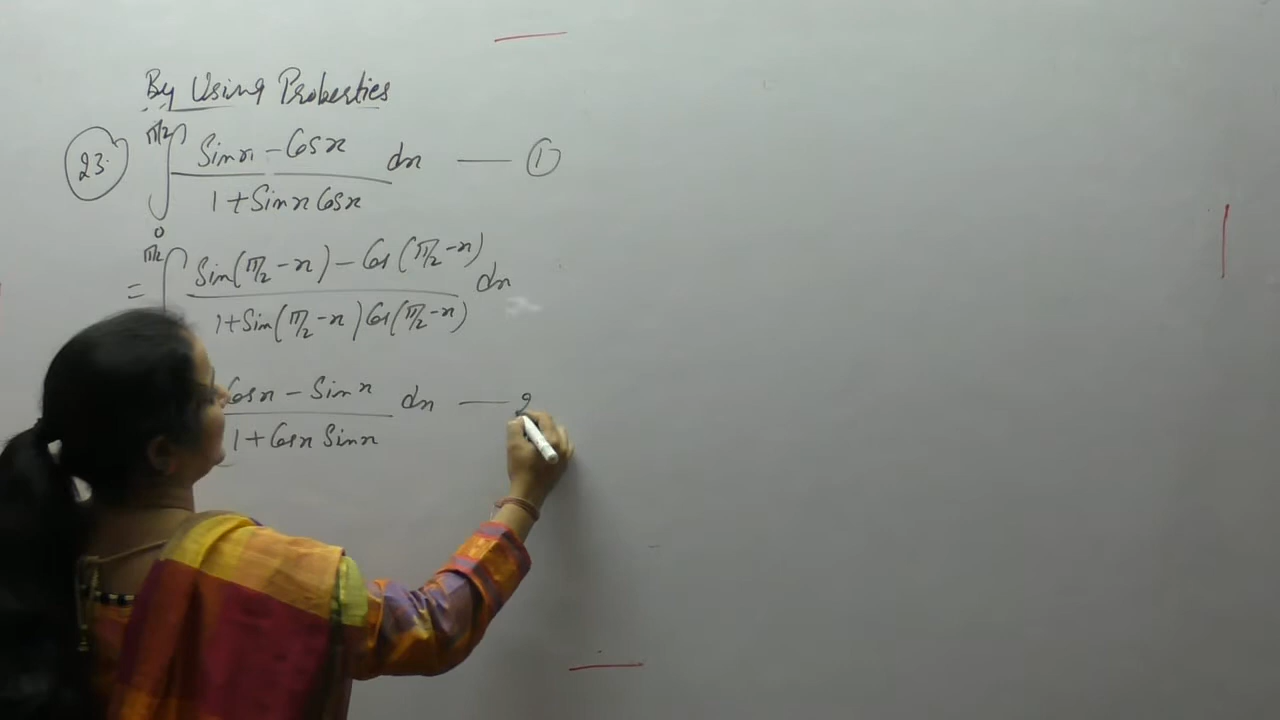 By Using Properties
23. ∫₀^π/2 (Sinx - Cosx)/(1 + Sinx Cosx) dx — ①
= ∫^π/2 (Sin(π/2 - x) - Cos(π/2 - x))/(1 + Sin(π/2 - x) Cos(π/2 - x)) dx
(Cosx - Sinx)/(1 + Cosx Sinx) dx — 2